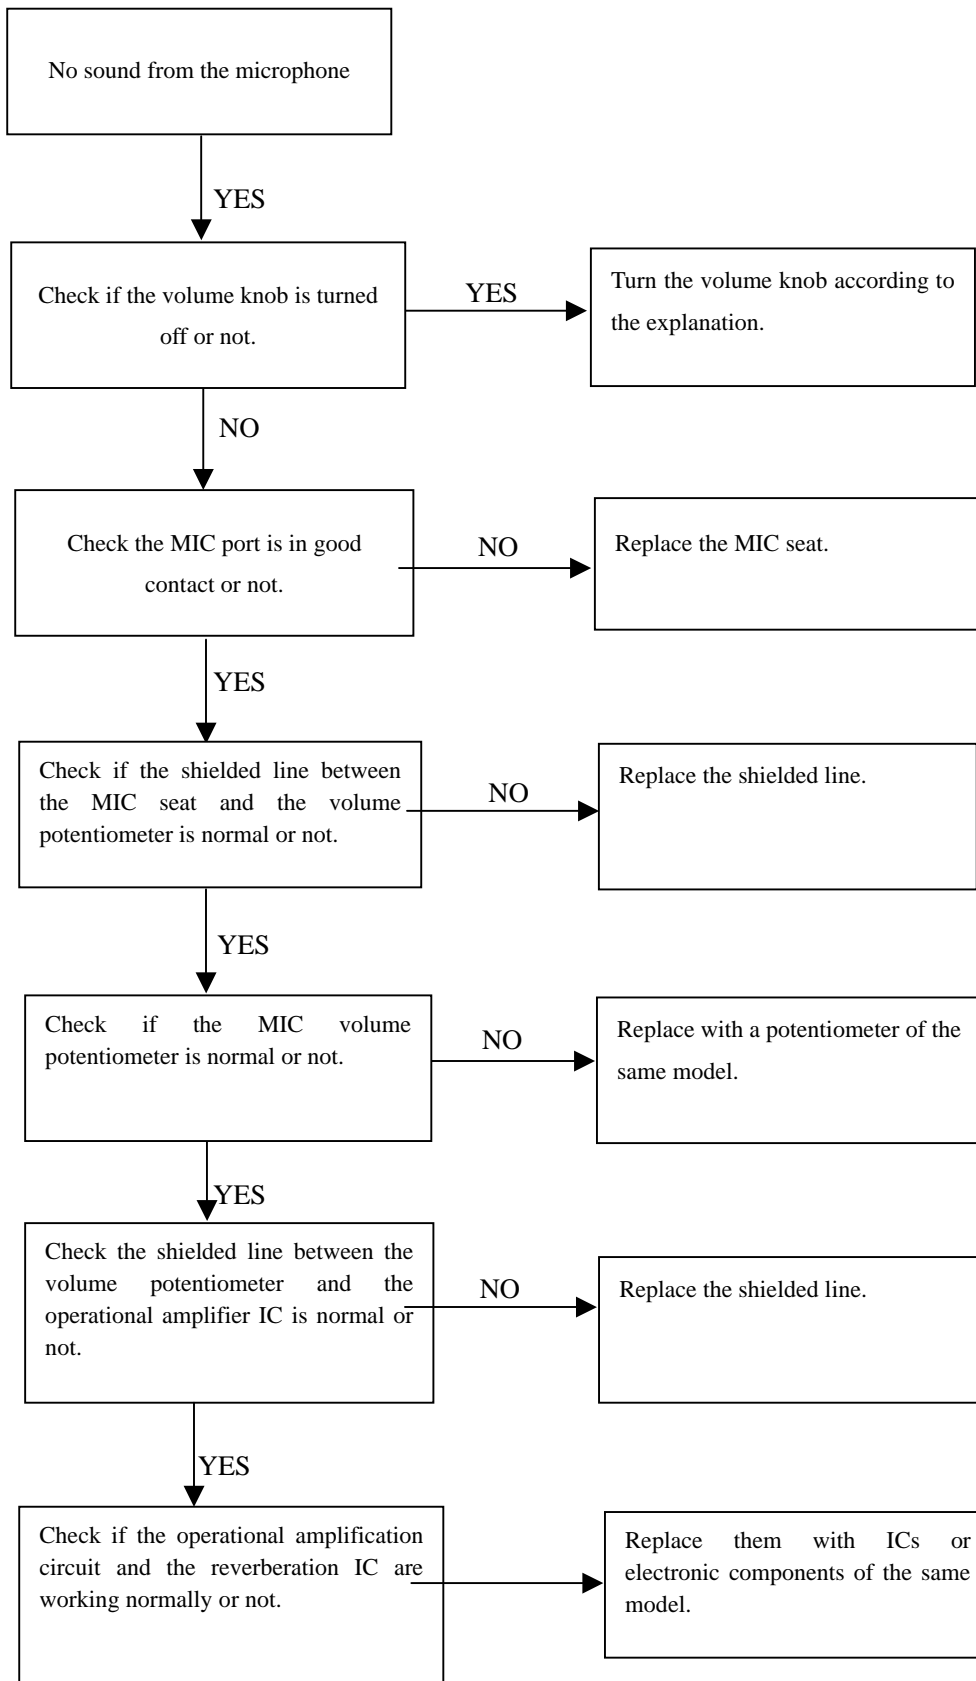 No sound from the microphone
YES
Check if the volume knob is turned
off or not.
YES
Turn the volume knob according to
the explanation.
NO
Check the MIC port is in good
contact or not.
NO
Replace the MIC seat.
YES
Check if the shielded line between
the MIC seat and the volume
potentiometer is normal or not.
NO
Replace the shielded line.
YES
Check if the MIC volume
potentiometer is normal or not.
NO
Replace with a potentiometer of the
same model.
YES
Check the shielded line between the
volume potentiometer and the
operational amplifier IC is normal or
not.
NO
Replace the shielded line.
YES
Check if the operational amplification
circuit and the reverberation IC are
working normally or not.
Replace them with ICs or
electronic components of the same
model.